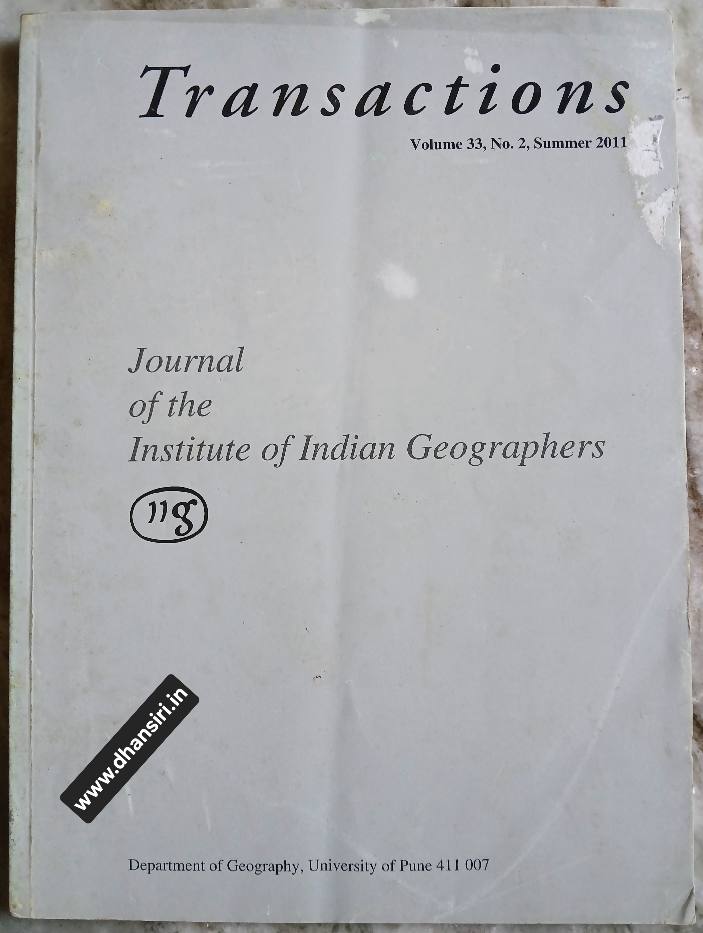 Transactions
Volume 33, No. 2, Summer 2011
Journal
of the
Institute of Indian Geographers
iig
www.dhansiri.in
Department of Geography, University of Pune 411 007